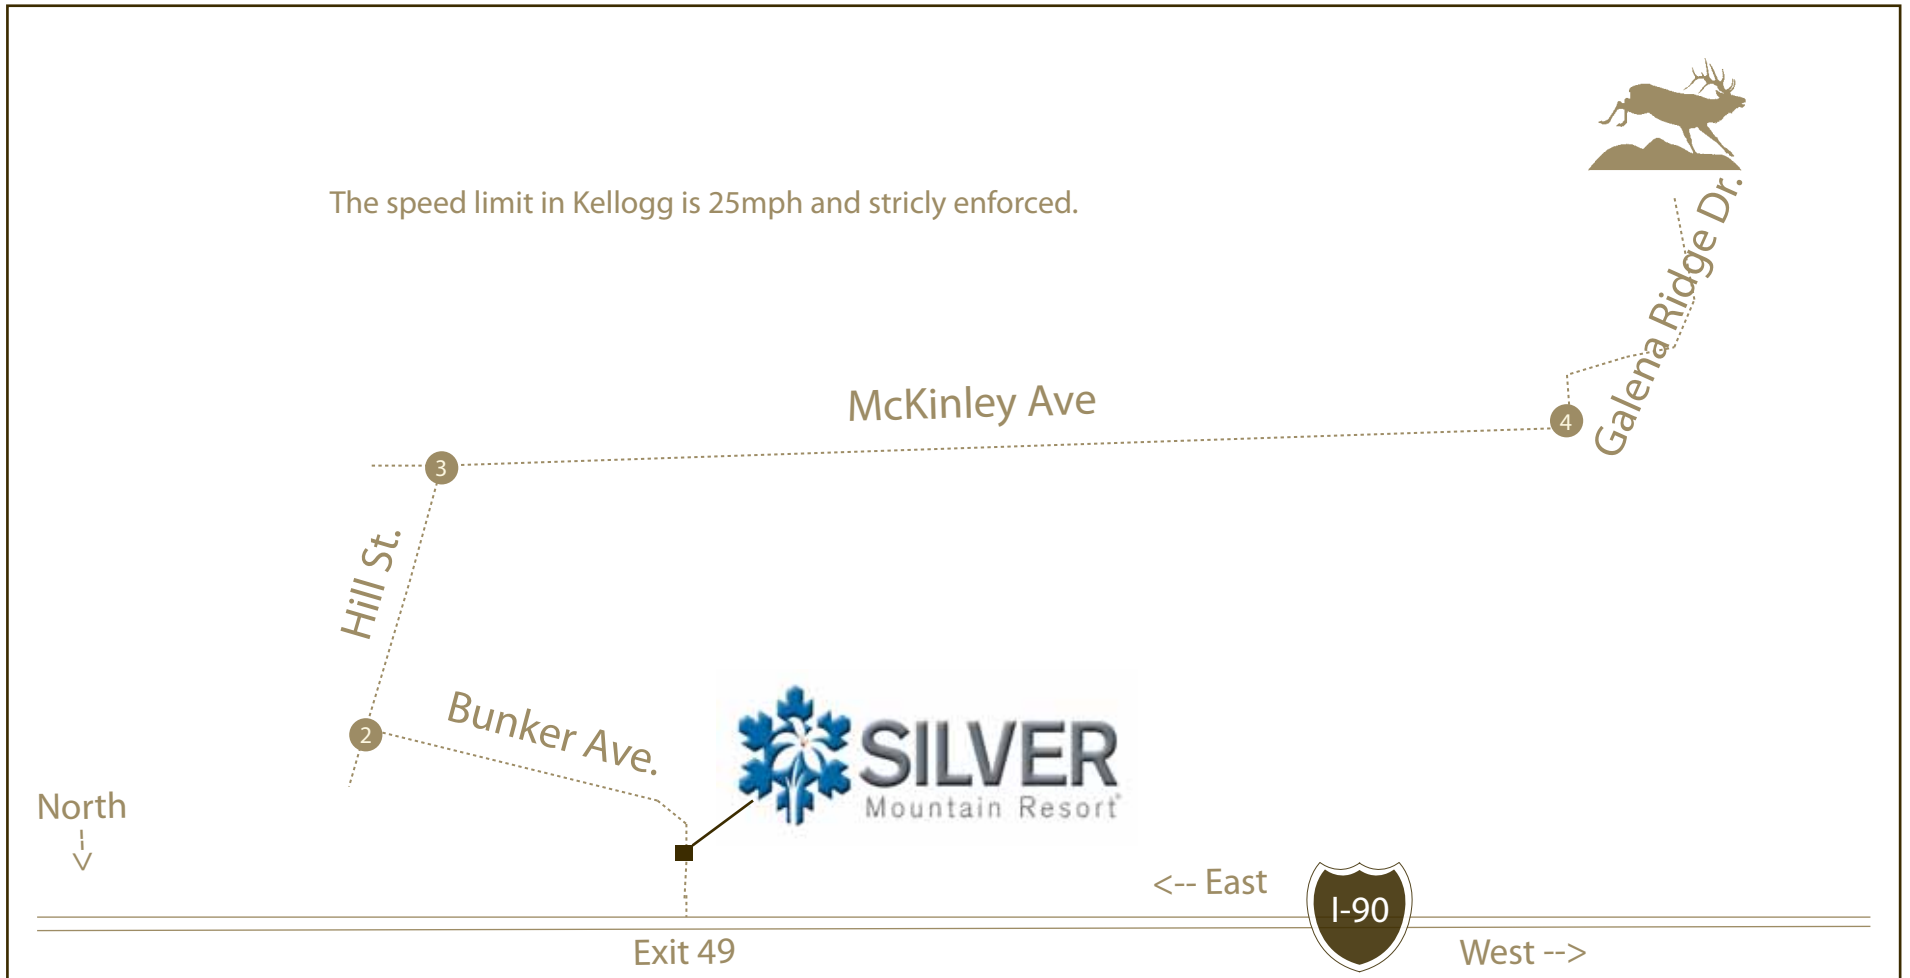 The speed limit in Kellogg is 25mph and stricly enforced.
Galena Ridge Dr.
McKinley Ave
4
3
Hill St.
Bunker Ave.
2
SILVER
Mountain Resort
North
<-- East
I-90
Exit 49
West -->